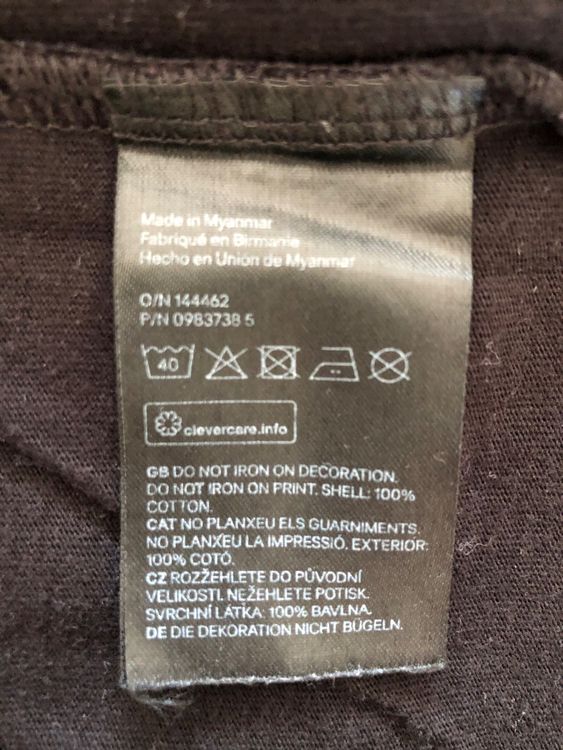 Made in Myanmar
Fabriqué en Birmanie
Hecho en Unión de Myanmar
O/N 144462
P/N 0983738 5
40
clevercare.info
GB DO NOT IRON ON DECORATION.
DO NOT IRON ON PRINT. SHELL: 100%
COTTON.
CAT NO PLANXEU ELS GUARNIMENTS.
NO PLANXEU LA IMPRESSIÓ. EXTERIOR:
100% COTÓ.
CZ ROZŽEHLETE DO PŮVODNÍ
VELIKOSTI. NEŽEHLETE POTISK.
SVRCHNÍ LÁTKA: 100% BAVLNA.
DE DIE DEKORATION NICHT BÜGELN.